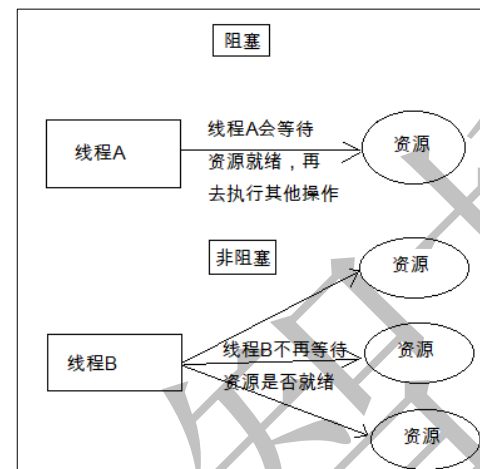 阻塞
线程A
线程A会等待
资源就绪，再
去执行其他操作
资源
非阻塞
资源
线程B
线程B不再等待
资源是否就绪
资源
资源